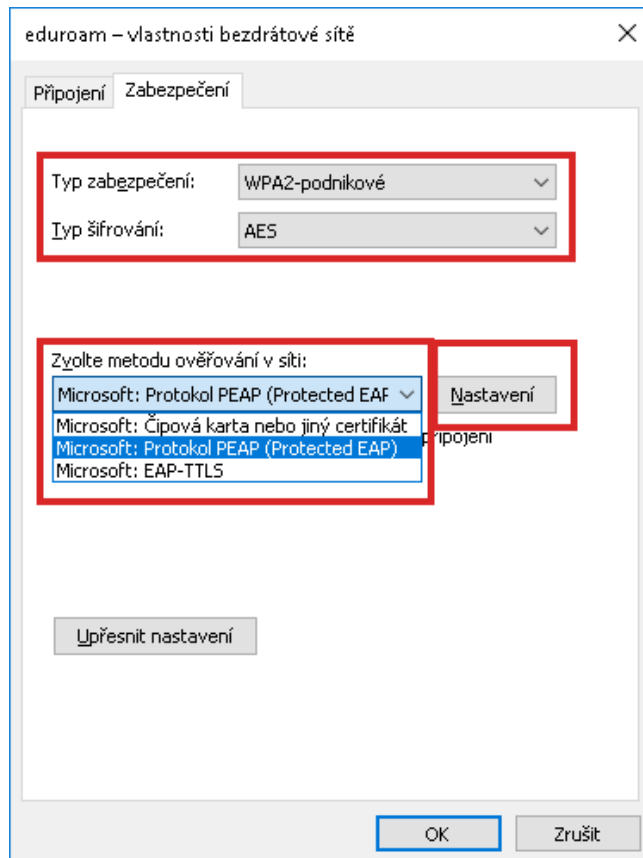 eduroam – vlastnosti bezdrátové sítě
Připojení Zabezpečení
Typ zabezpečení: WPA2-podnikové
Typ šifrování: AES
Zvolte metodu ověřování v síti:
Microsoft: Protokol PEAP (Protected EAP Nastavení
Microsoft: Čipová karta nebo jiný certifikát
připojení
Microsoft: Protokol PEAP (Protected EAP)
Microsoft: EAP-TTLS
Upřesnit nastavení
OK Zrušit